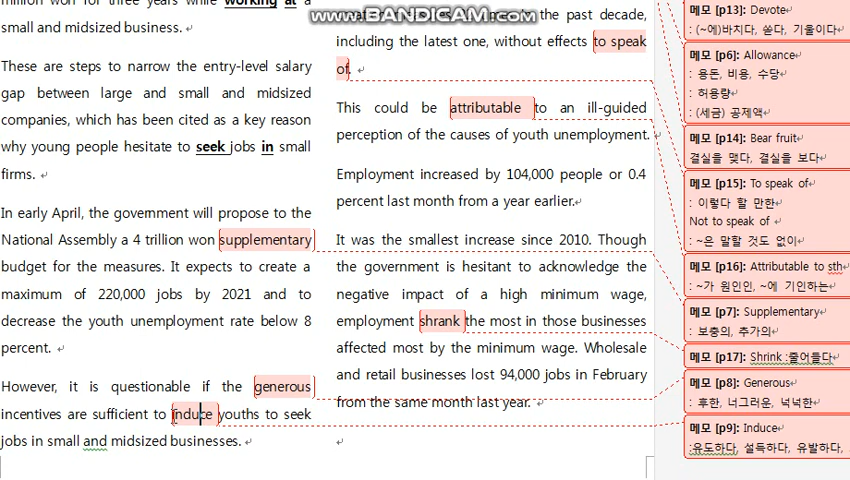 won for three years while working at a
small and midsized business. ↵
These are steps to narrow the entry-level salary
gap between large and small and midsized
companies, which has been cited as a key reason
why young people hesitate to seek jobs in small
firms. ↵
In early April, the government will propose to the
National Assembly a 4 trillion won supplementary
budget for the measures. It expects to create a
maximum of 220,000 jobs by 2021 and to
decrease the youth unemployment rate below 8
percent. ↵
However, it is questionable if the generous
incentives are sufficient to induce youths to seek
jobs in small and midsized businesses. ↵
the past decade,
including the latest one, without effects to speak
of. ↵
This could be attributable to an ill-guided
perception of the causes of youth unemployment. ↵
Employment increased by 104,000 people or 0.4
percent last month from a year earlier.↵
It was the smallest increase since 2010. Though
the government is hesitant to acknowledge the
negative impact of a high minimum wage,
employment shrank the most in those businesses
affected most by the minimum wage. Wholesale
and retail businesses lost 94,000 jobs in February
from the same month last year. ↵
↵
메모 [p13]: Devote↵
: (~에)바치다, 쏟다, 기울이다↵
메모 [p6]: Allowance↵
: 용돈, 비용, 수당↵
: 허용량↵
: (세금) 공제액↵
메모 [p14]: Bear fruit↵
결실을 맺다, 결실을 보다↵
메모 [p15]: To speak of↵
: 이렇다 할 만한↵
Not to speak of ↵
: ~은 말할 것도 없이↵
메모 [p16]: Attributable to sth↵
: ~가 원인인, ~에 기인하는↵
메모 [p7]: Supplementary↵
: 보충의, 추가의↵
메모 [p17]: Shrink :줄어들다↵
메모 [p8]: Generous↵
: 후한, 너그러운, 넉넉한↵
메모 [p9]: Induce↵
:유도하다, 설득하다, 유발하다,
WWW.BANDICAM.COM